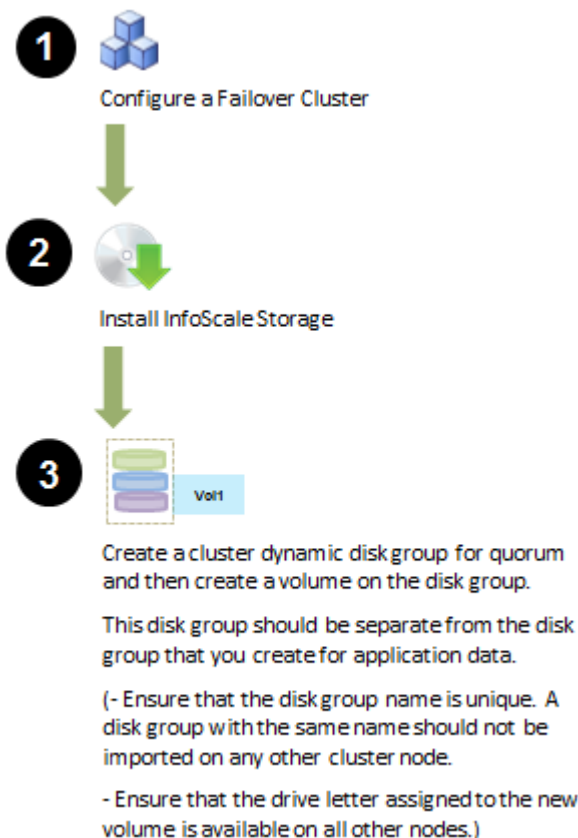 1
Configure a Failover Cluster
2
Install InfoScale Storage
3
Vol1
Create a cluster dynamic disk group for quorum
and then create a volume on the disk group.
This disk group should be separate from the disk
group that you create for application data.
(- Ensure that the disk group name is unique. A
disk group with the same name should not be
imported on any other cluster node.
- Ensure that the drive letter assigned to the new
volume is available on all other nodes.)